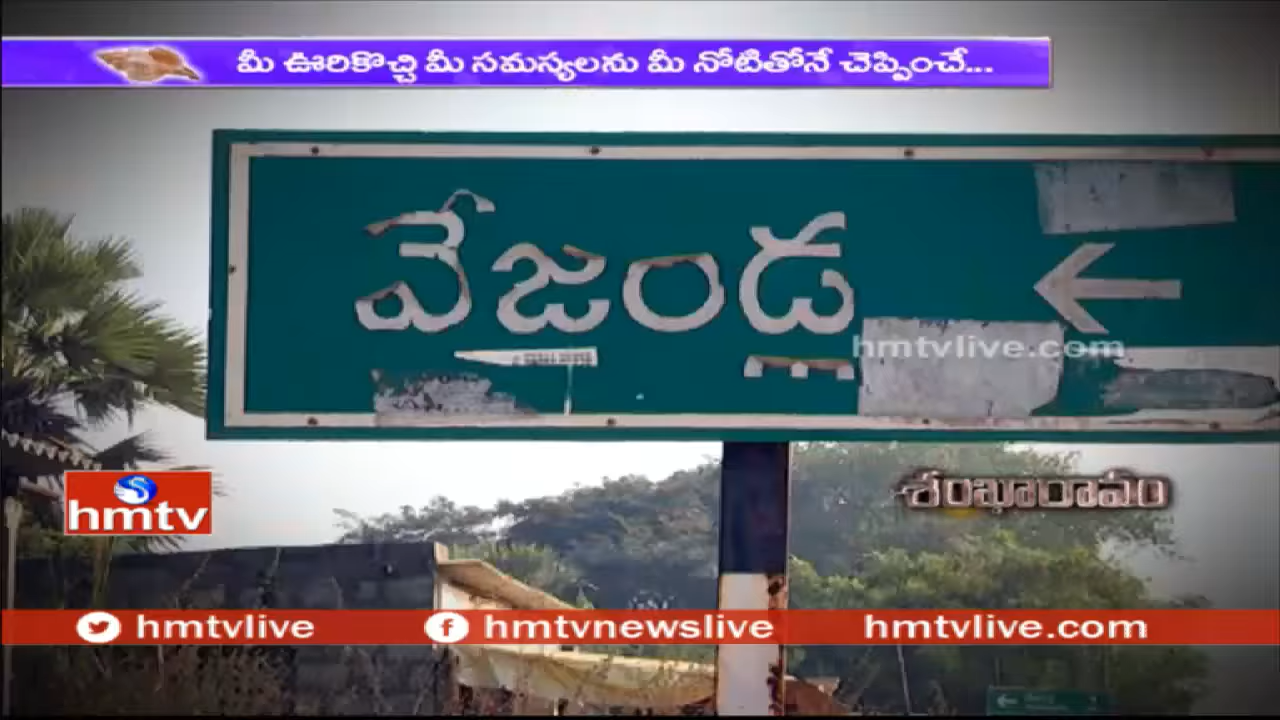 మీ ఊరికొచ్చి మీ సమస్యలను మీ నోటితోనే చెప్పించే...
వేజండ్ల
hmtvlive.com
hmtv
శంఖారావం
hmtvlive
hmtvnewslive
hmtvlive.com